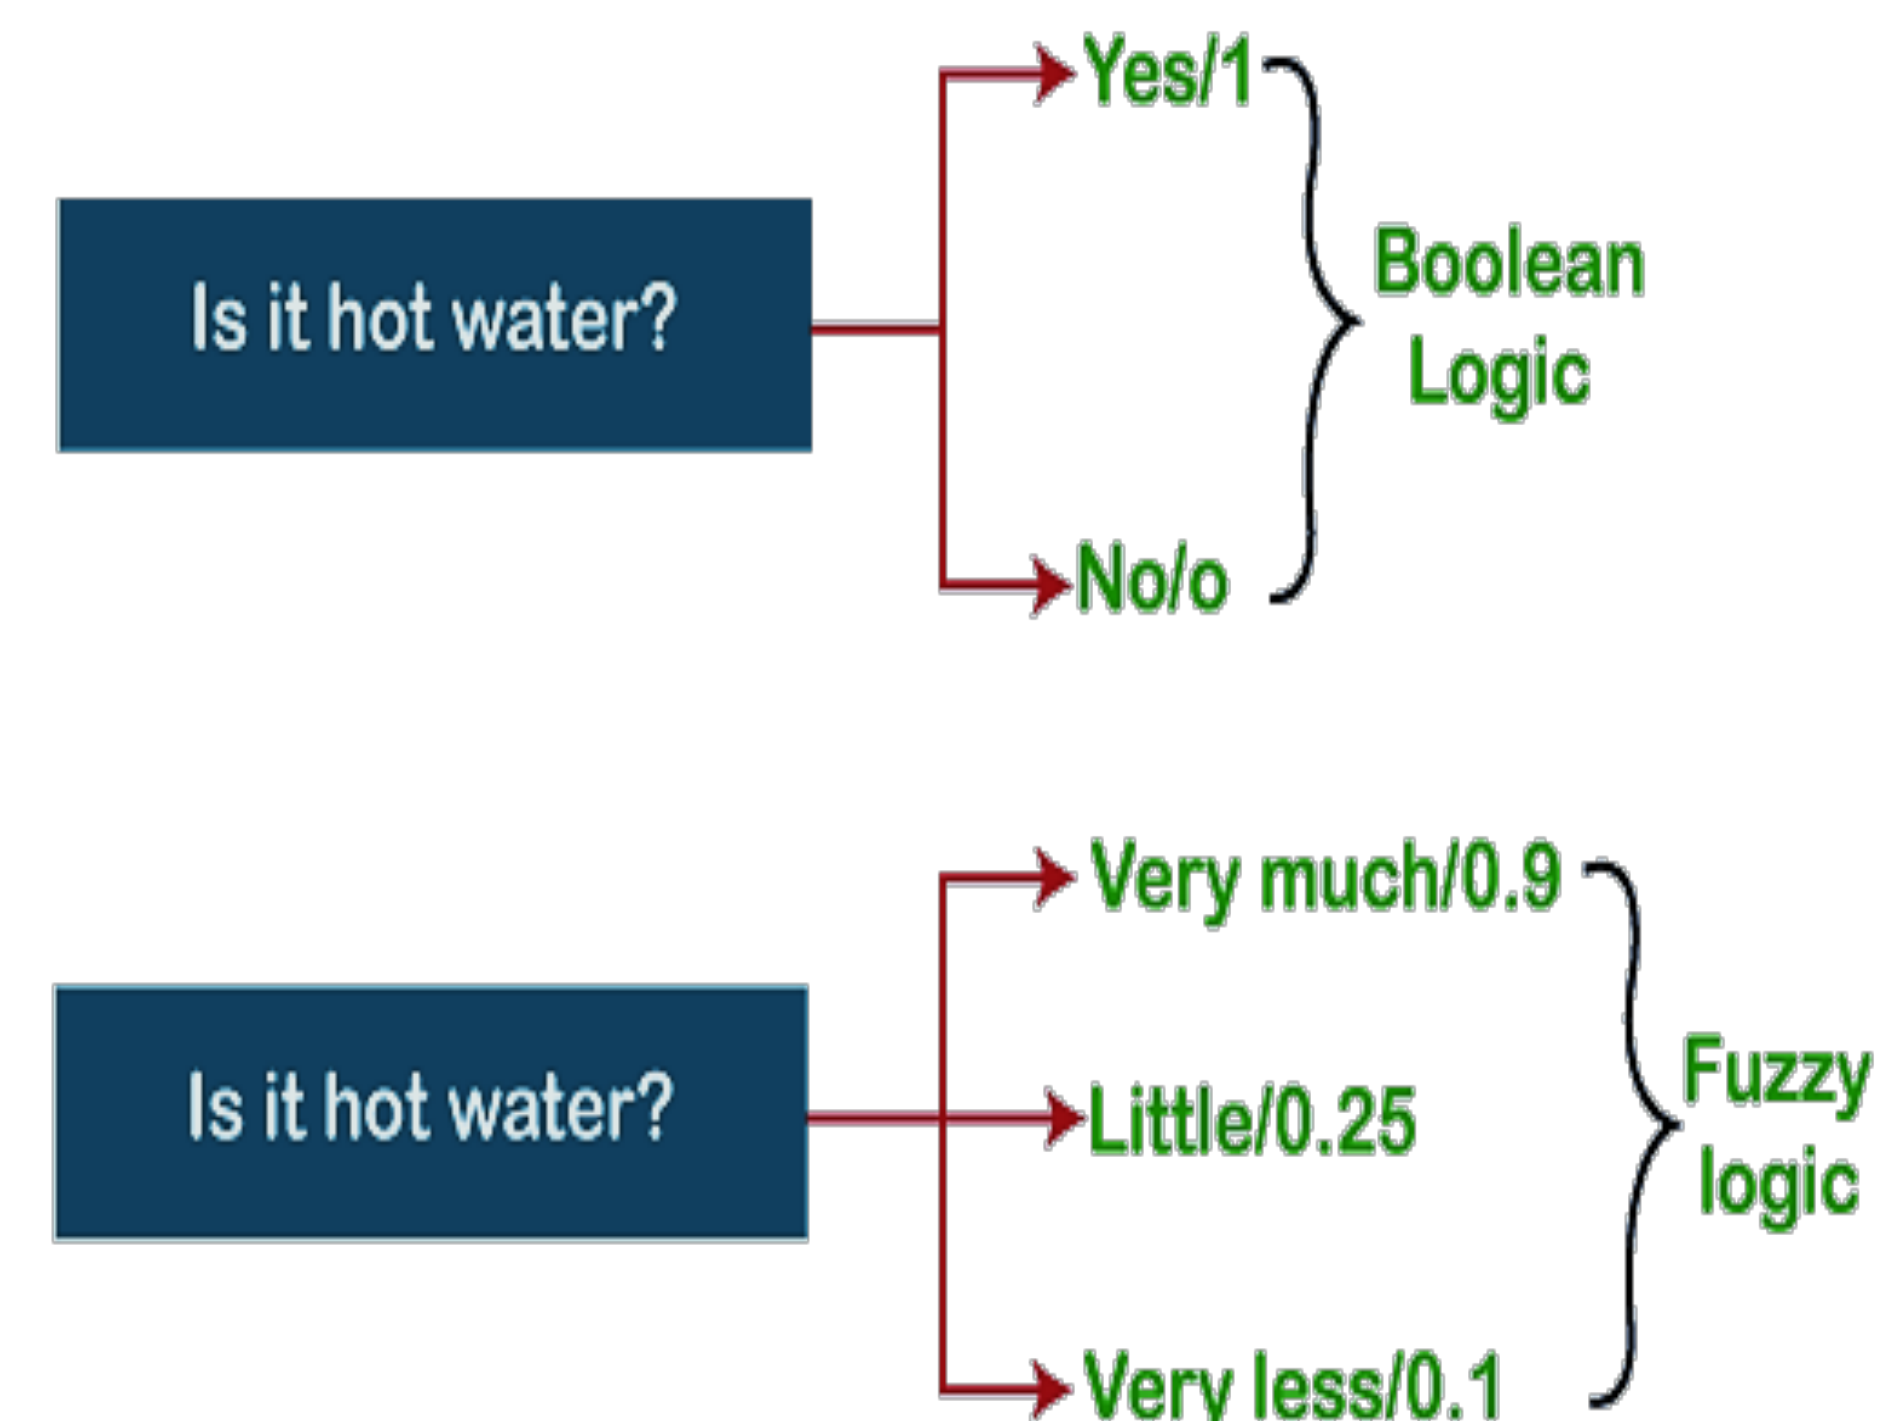 Is it hot water?
Yes/1
No/o
Boolean
Logic
Is it hot water?
Very much/0.9
Little/0.25
Very less/0.1
Fuzzy
logic